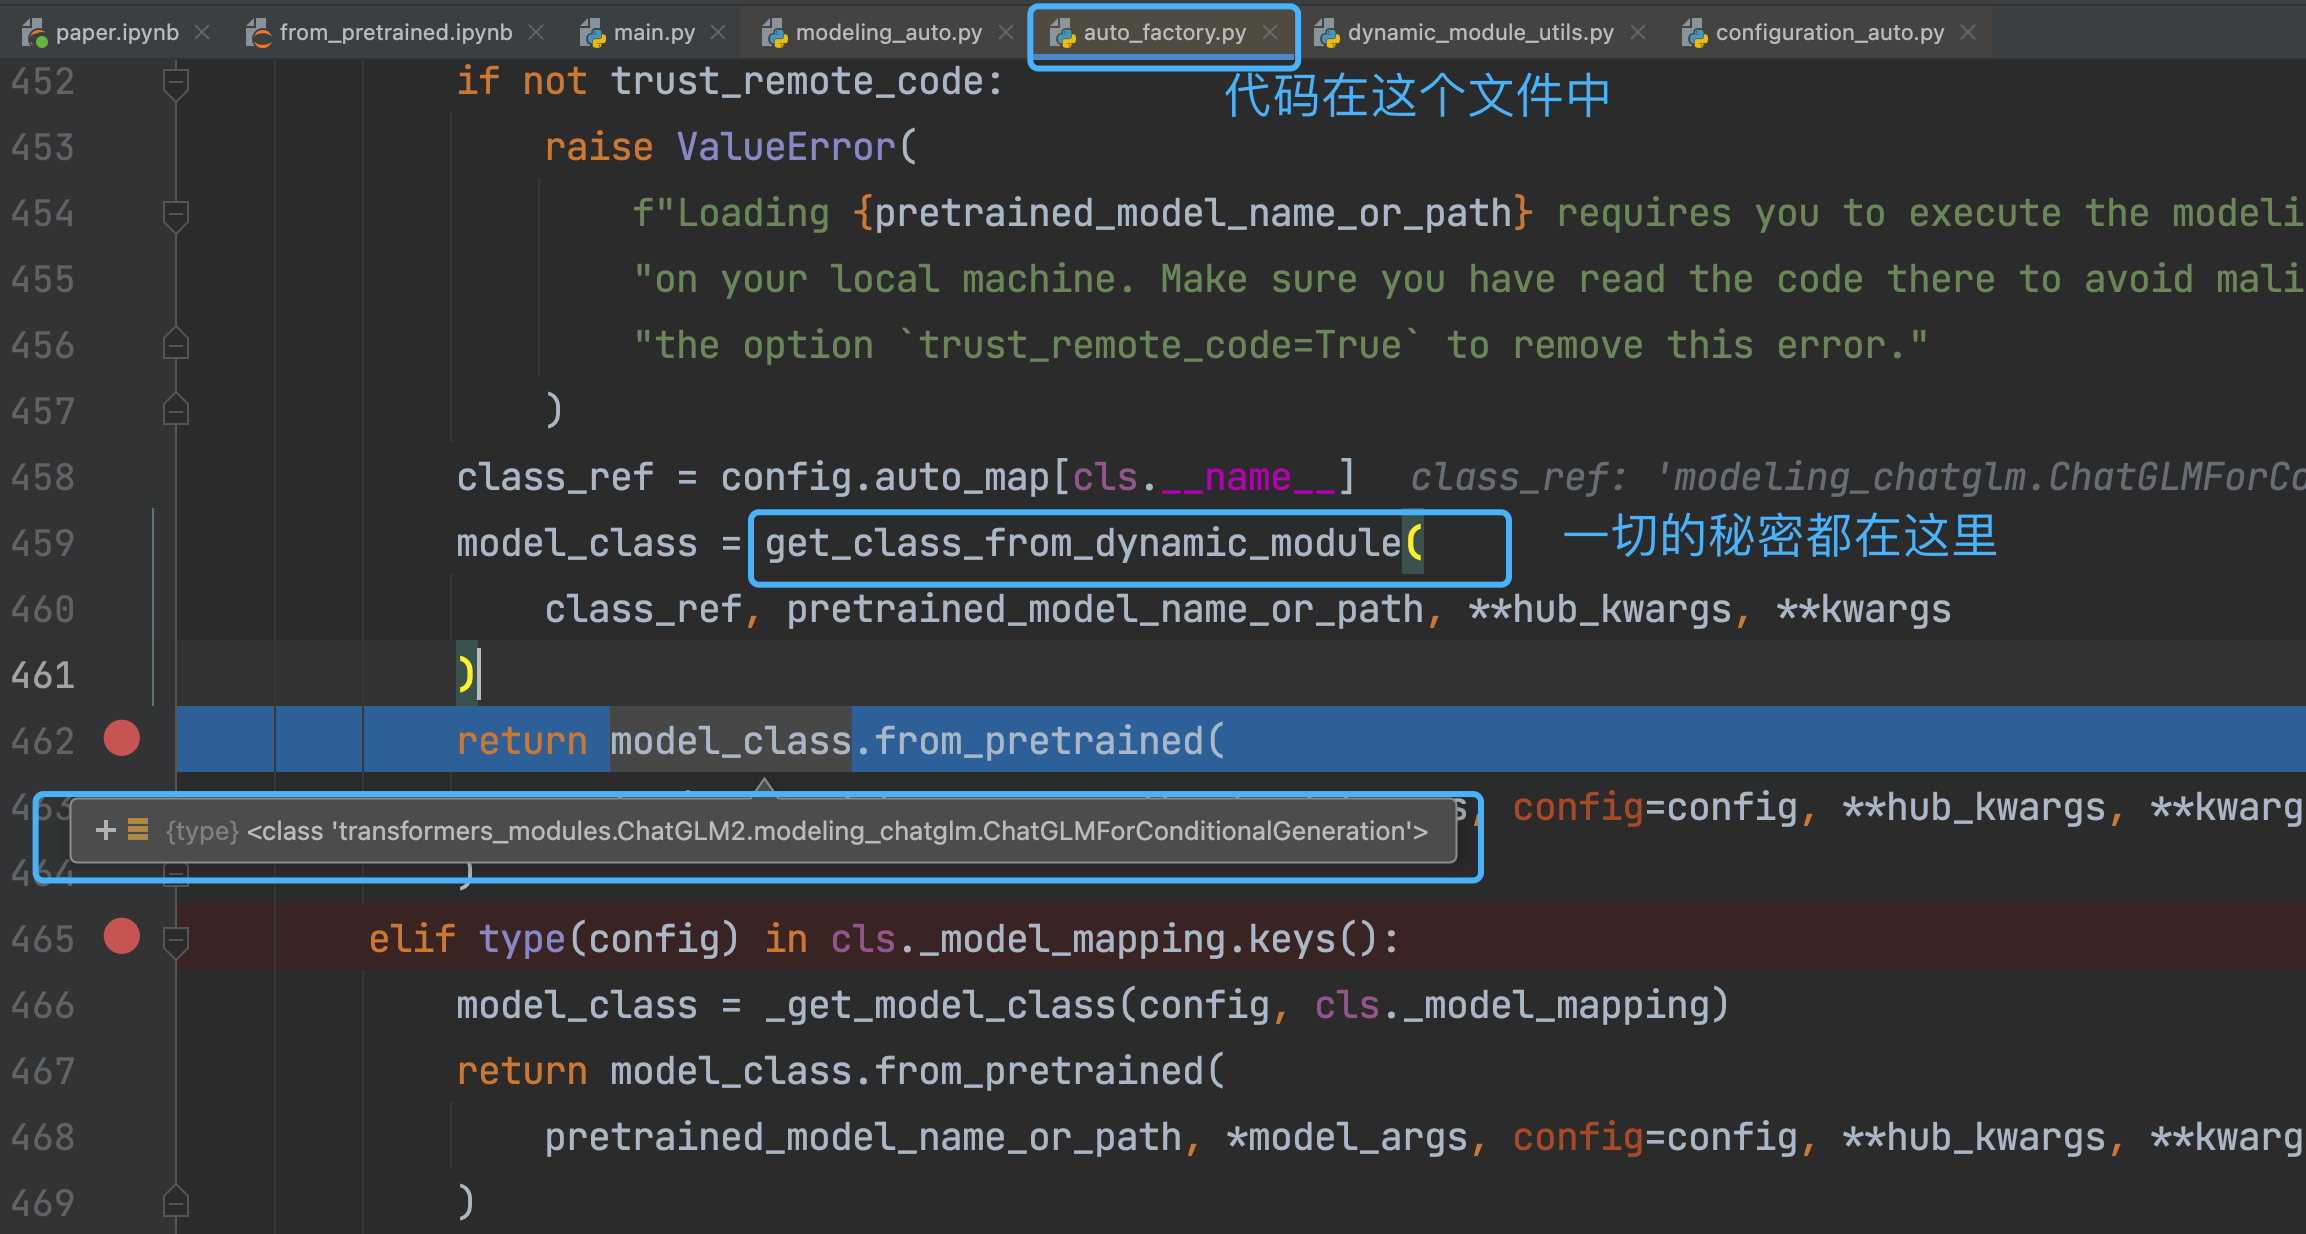 paper.ipynb from_pretrained.ipynb main.py modeling_auto.py auto_factory.py dynamic_module_utils.py configuration_auto.py
452 if not trust_remote_code:
代码在这个文件中
453 raise ValueError(
454 f"Loading {pretrained_model_name_or_path} requires you to execute the modeli
455 "on your local machine. Make sure you have read the code there to avoid mali
456 "the option `trust_remote_code=True` to remove this error."
457 )
458 class_ref = config.auto_map[cls.__name__] class_ref: 'modeling_chatglm.ChatGLMForCo
459 model_class = get_class_from_dynamic_module( 一切的秘密都在这里
460 class_ref, pretrained_model_name_or_path, **hub_kwargs, **kwargs
461 )
462 return model_class.from_pretrained(
463 s, config=config, **hub_kwargs, **kwarg
+ {type} <class 'transformers_modules.ChatGLM2.modeling_chatglm.ChatGLMForConditionalGeneration'>
464 )
465 elif type(config) in cls._model_mapping.keys():
466 model_class = _get_model_class(config, cls._model_mapping)
467 return model_class.from_pretrained(
468 pretrained_model_name_or_path, *model_args, config=config, **hub_kwargs, **kwarg
469 )